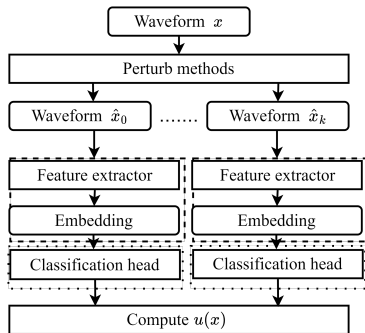 Waveform x
Perturb methods
Waveform x̂₀ ....... Waveform x̂ₖ
Feature extractor Feature extractor
Embedding Embedding
Classification head Classification head
Compute u(x)